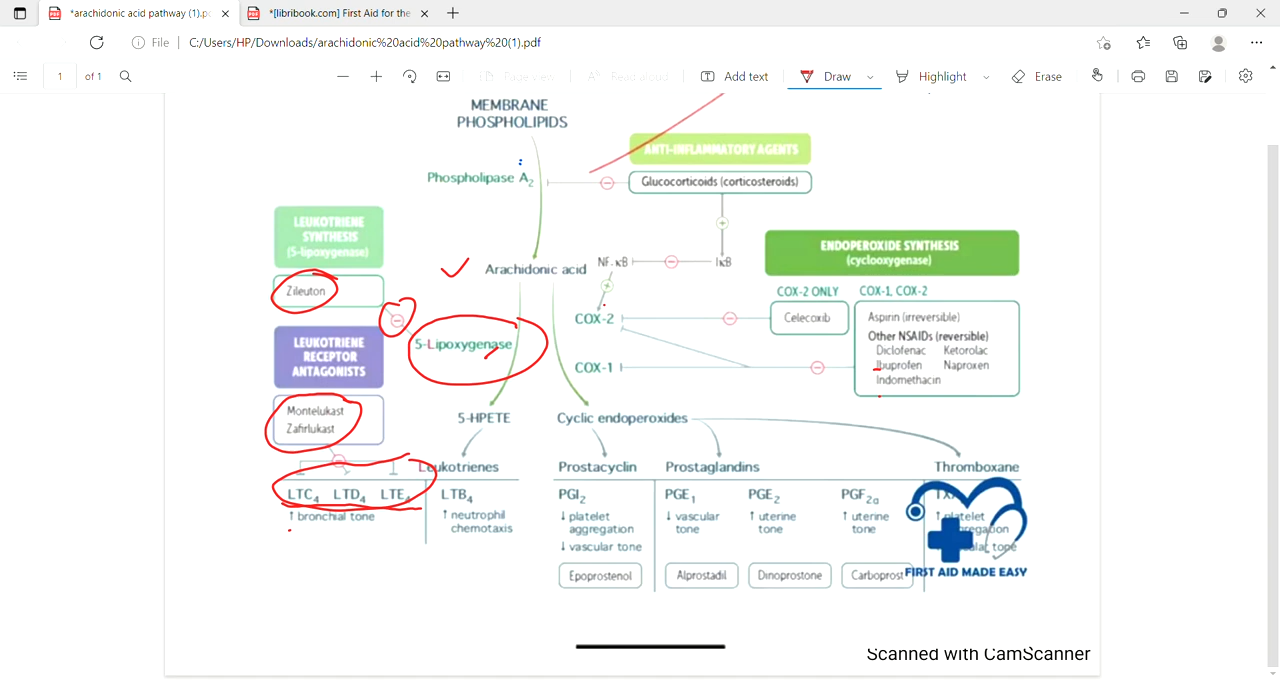 *arachidonic acid pathway (1).p
*[libribook.com] First Aid for the
File
C:/Users/HP/Downloads/arachidonic%20acid%20pathway%20(1).pdf
1
of 1
Page view
Read aloud
Add text
Draw
Highlight
Erase
MEMBRANE
PHOSPHOLIPIDS
ANTI-INFLAMMATORY AGENTS
Phospholipase A2
Glucocorticoids (corticosteroids)
LEUKOTRIENE
SYNTHESIS
(5-lipoxygenase)
ENDOPEROXIDE SYNTHESIS
(cyclooxygenase)
Arachidonic acid
NF-κB
IκB
Zileuton
COX-2 ONLY
COX-1, COX-2
COX-2
Celecoxib
Aspirin (irreversible)
Other NSAIDs (reversible)
Diclofenac
Ketorolac
Ibuprofen
Naproxen
Indomethacin
LEUKOTRIENE
RECEPTOR
ANTAGONISTS
5-Lipoxygenase
COX-1
Montelukast
Zafirlukast
5-HPETE
Cyclic endoperoxides
Leukotrienes
Prostacyclin
Prostaglandins
Thromboxane
LTC4 LTD4 LTE4
↑ bronchial tone
LTB4
↑ neutrophil
chemotaxis
PGI2
↓ platelet
aggregation
↓ vascular tone
Epoprostenol
PGE1
↓ vascular
tone
Alprostadil
PGE2
↑ uterine
tone
Dinoprostone
PGF2α
↑ uterine
tone
Carboprost
tone
FIRST AID MADE EASY
Scanned with CamScanner